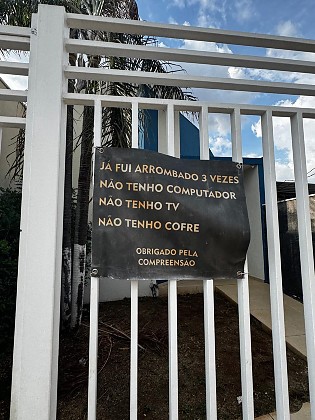 JÁ FUI ARROMBADO 3 VEZES
NÃO TENHO COMPUTADOR
NÃO TENHO TV
NÃO TENHO COFRE
OBRIGADO PELA
COMPREENSÃO